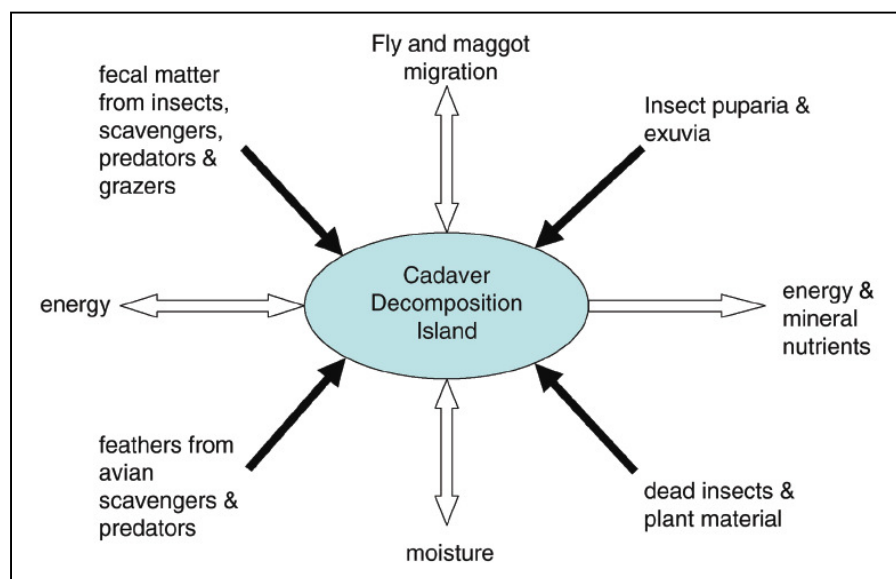 Fly and maggot
migration
fecal matter
from insects,
scavengers,
predators &
grazers
Insect puparia &
exuvia
Cadaver
Decomposition
Island
energy
energy &
mineral
nutrients
feathers from
avian
scavengers &
predators
dead insects &
plant material
moisture